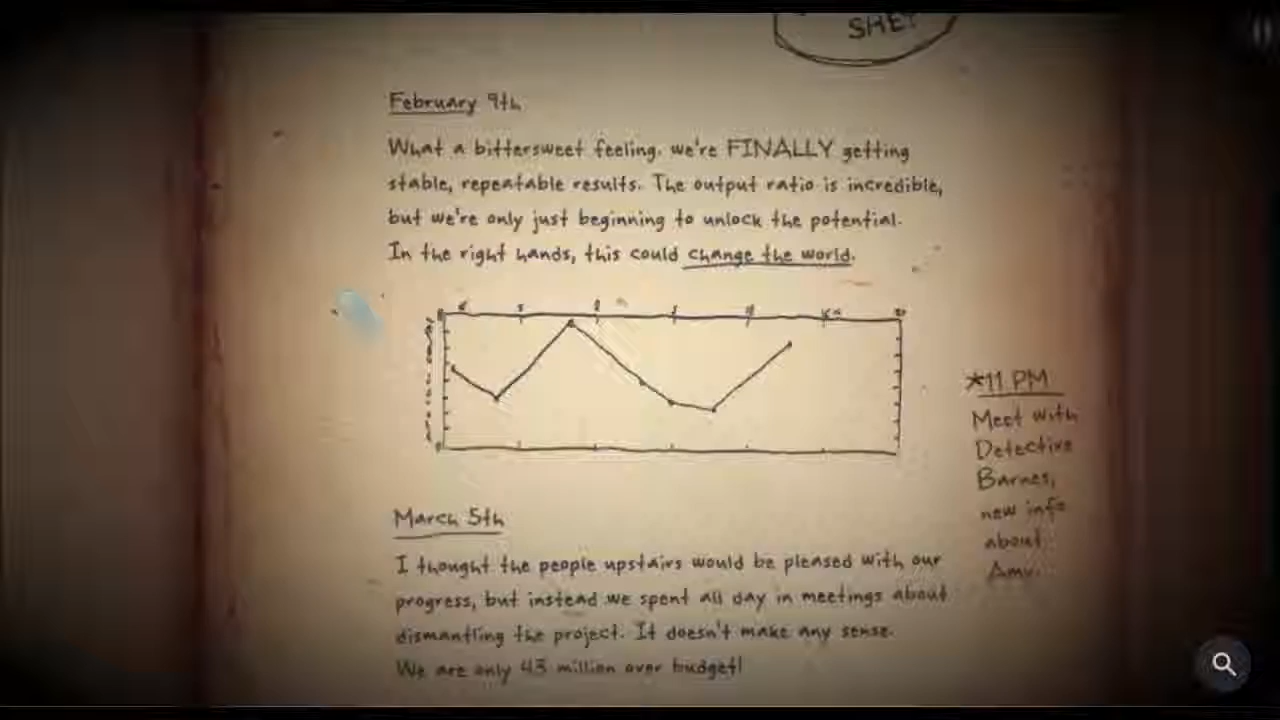 SHE?
February 9th
What a bittersweet feeling. we're FINALLY getting
stable, repeatable results. The output ratio is incredible,
but we're only just beginning to unlock the potential.
In the right hands, this could change the world.
*11 PM
Meet with
Detective
Barnes,
new info
about
Amy.
March 5th
I thought the people upstairs would be pleased with our
progress, but instead we spent all day in meetings about
dismantling the project. It doesn't make any sense.
We are only 43 million over budget!